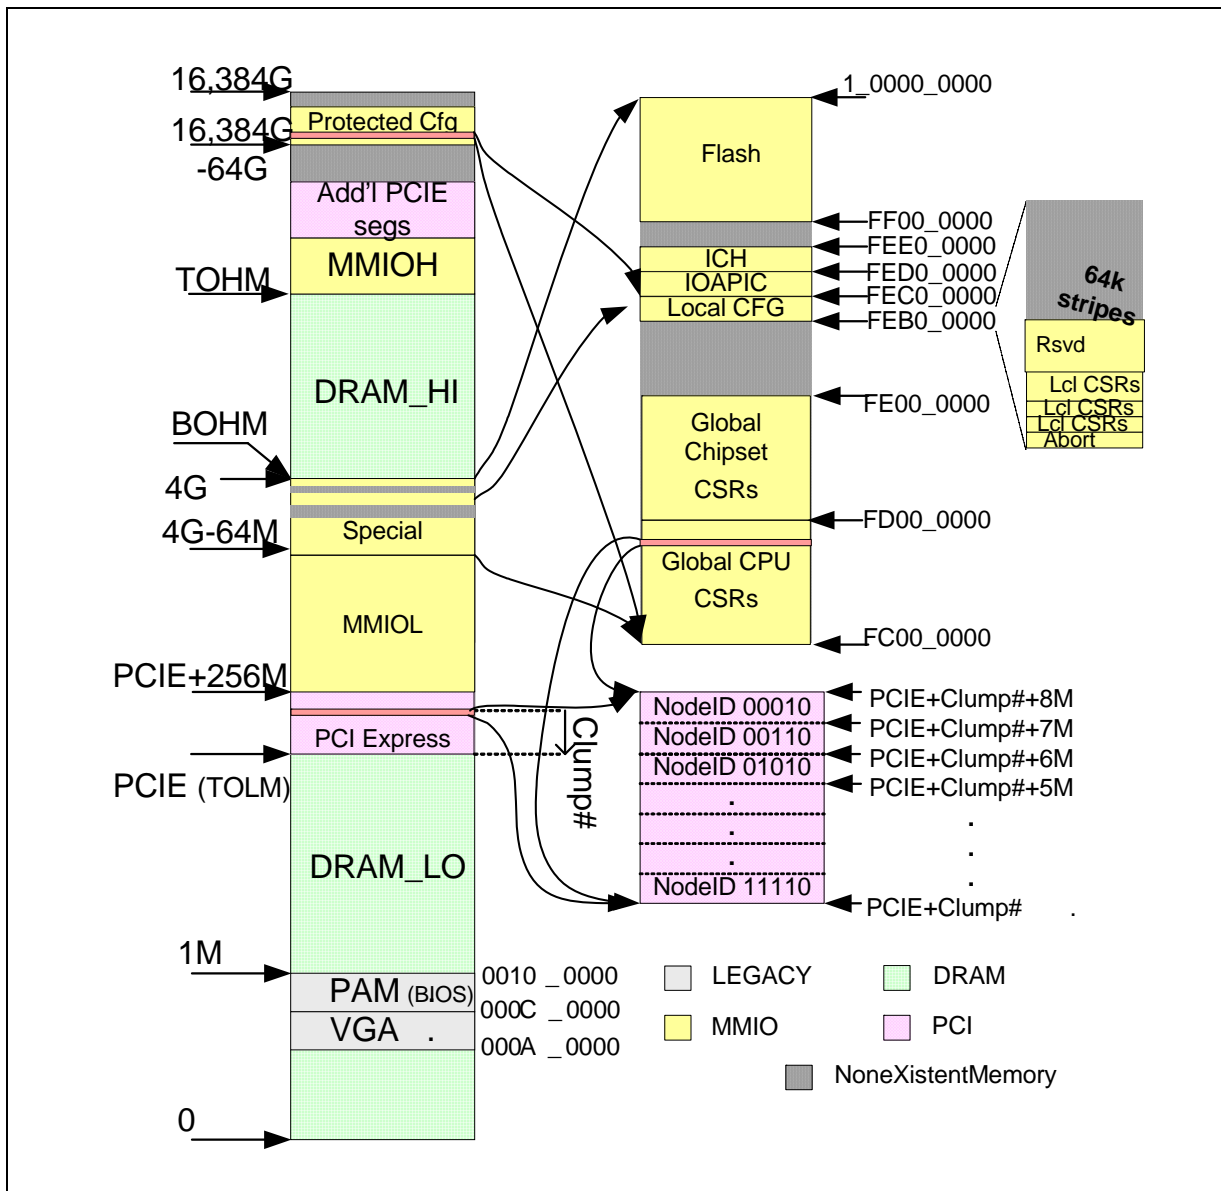 16,384G
Protected Cfg
16,384G
-64G
Add'l PCIE
segs
MMIOH
TOHM
DRAM_HI
BOHM
4G
4G-64M
Special
MMIOL
PCIE+256M
PCI Express
PCIE (TOLM)
Clump#
DRAM_LO
1M
PAM (BIOS)
VGA .
0
0010 _0000
000C _0000
000A _0000
1_0000_0000
Flash
FF00_0000
FEE0_0000
ICH
FED0_0000
IOAPIC
FEC0_0000
Local CFG
FEB0_0000
FE00_0000
Global
Chipset
CSRs
FD00_0000
Global CPU
CSRs
FC00_0000
64k
stripes
Rsvd
Lcl CSRs
Lcl CSRs
Lcl CSRs
Abort
NodeID 00010
PCIE+Clump#+8M
NodeID 00110
PCIE+Clump#+7M
NodeID 01010
PCIE+Clump#+6M
PCIE+Clump#+5M
.
.
.
.
.
.
NodeID 11110
PCIE+Clump# .
LEGACY
DRAM
MMIO
PCI
NoneXistentMemory